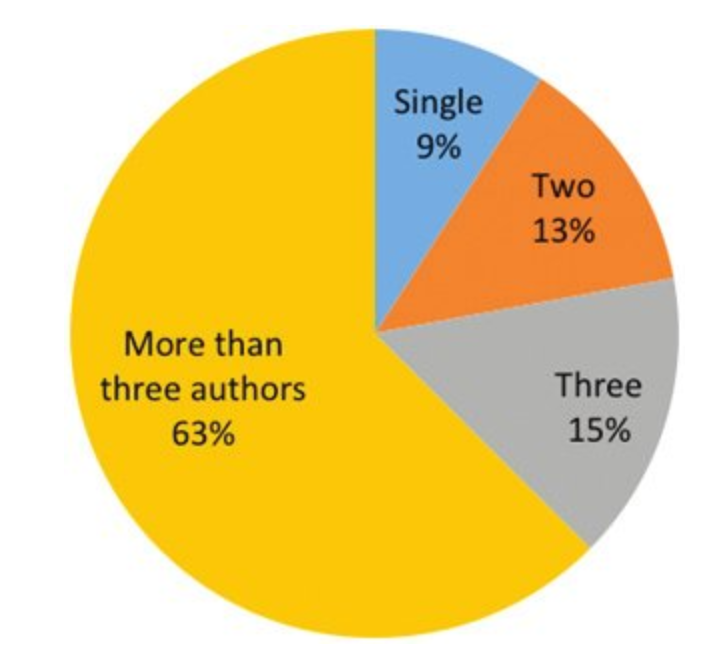 Single
9%
Two
13%
Three
15%
More than
three authors
63%